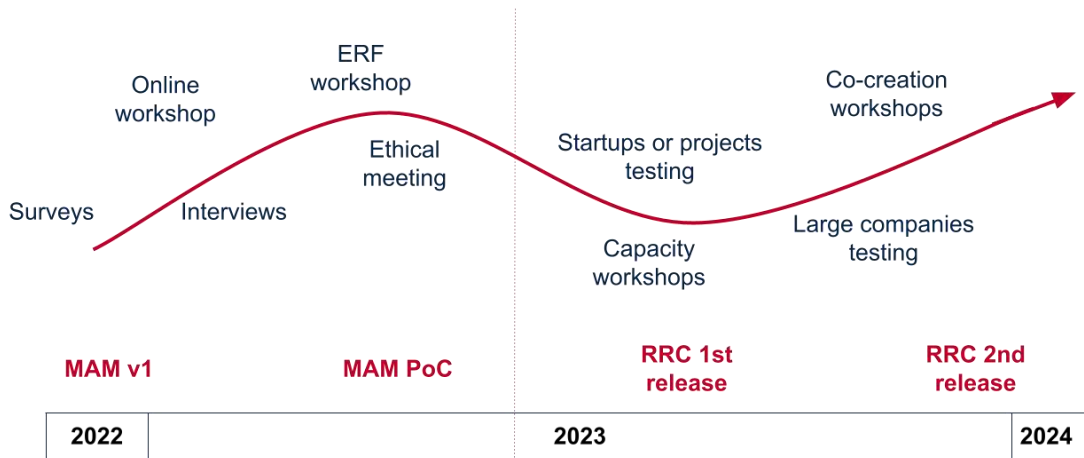 ERF
workshop
Online
workshop
Co-creation
workshops
Ethical
meeting
Startups or projects
testing
Surveys
Interviews
Large companies
testing
Capacity
workshops
MAM v1
MAM PoC
RRC 1st
release
RRC 2nd
release
2022
2023
2024